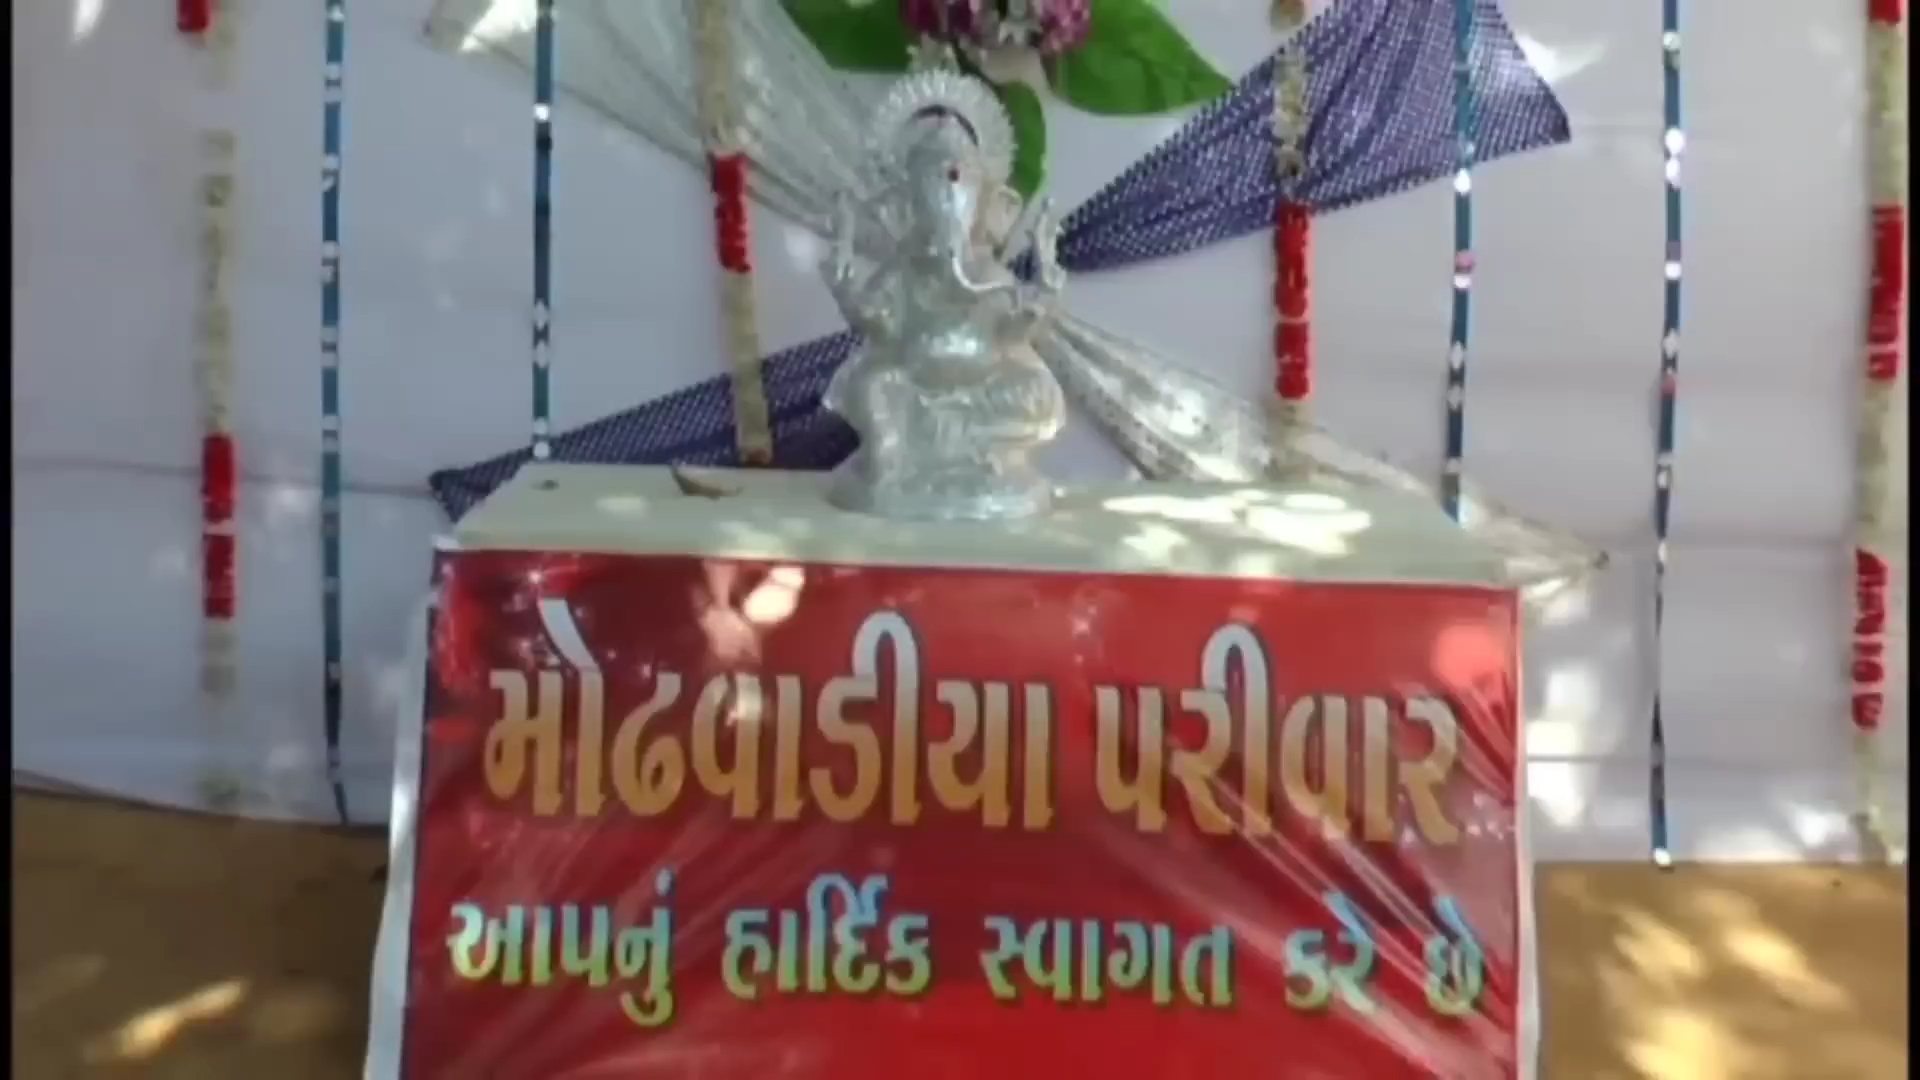 મોઢવાડીયા પરીવાર
આપનું હાર્દિક સ્વાગત કરે છે